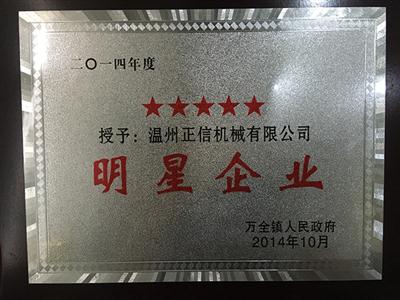 二〇一四年度
★★★★★
授予：温州正信机械有限公司
明星企业
万全镇人民政府
2014年10月